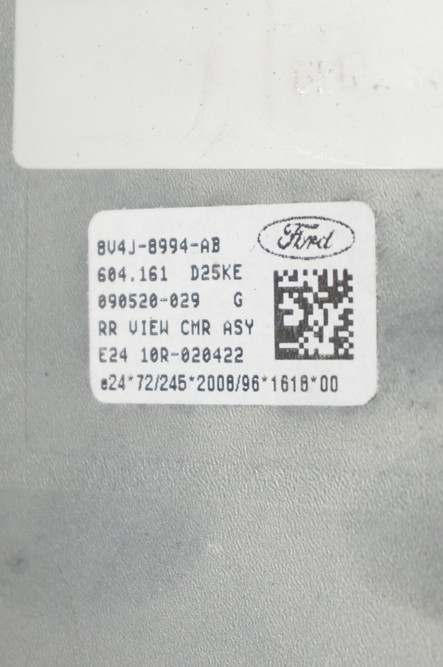 8V4J-8994-AB
Ford
604.161 D25KE
090520-029 G
RR VIEW CMR ASY
E24 10R-020422
e24*72/245*2008/96*1618*00